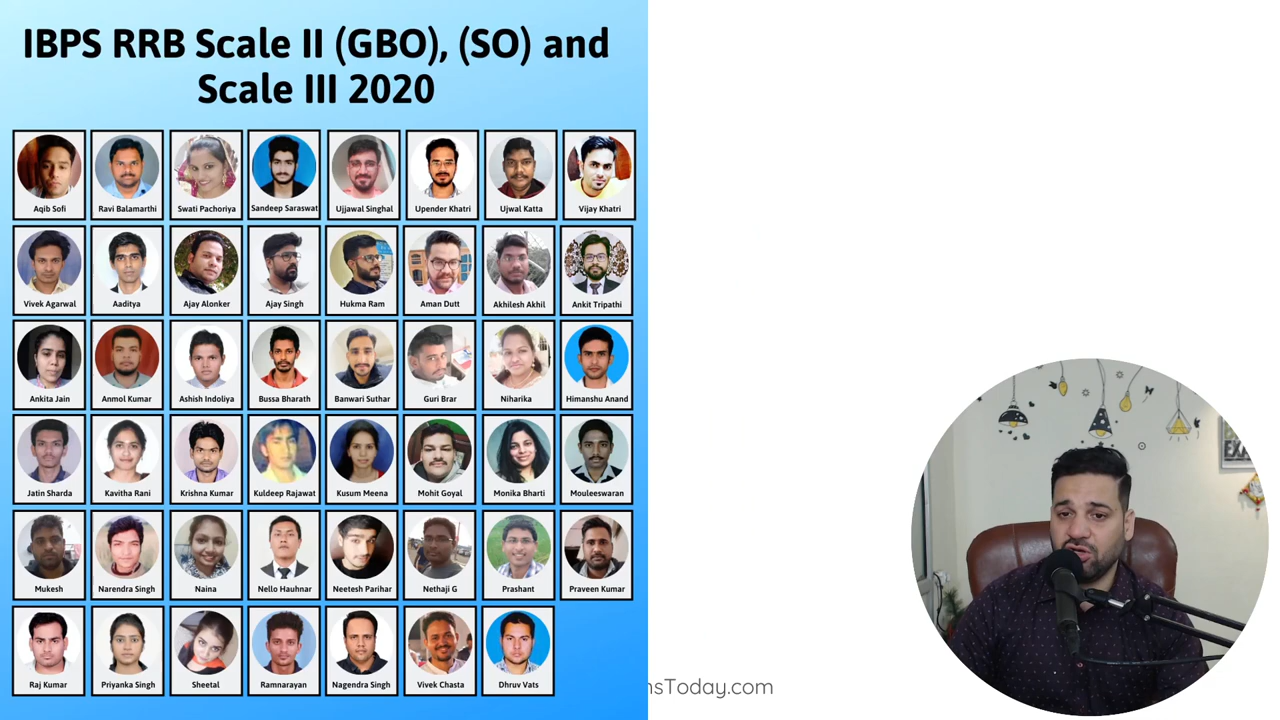 IBPS RRB Scale II (GBO), (SO) and
Scale III 2020
Aqib Sofi
Ravi Balamarthi
Swati Pachoriya
Sandeep Saraswat
Ujjawal Singhal
Upender Khatri
Ujwal Katta
Vijay Khatri
Vivek Agarwal
Aaditya
Ajay Alonker
Ajay Singh
Hukma Ram
Aman Dutt
Akhilesh Akhil
Ankit Tripathi
Ankita Jain
Anmol Kumar
Ashish Indoliya
Bussa Bharath
Banwari Suthar
Guri Brar
Niharika
Himanshu Anand
Jatin Sharda
Kavitha Rani
Krishna Kumar
Kuldeep Rajawat
Kusum Meena
Mohit Goyal
Monika Bharti
Mouleeswaran
Mukesh
Narendra Singh
Naina
Nello Hauhnar
Neetesh Parihar
Nethaji G
Prashant
Praveen Kumar
Raj Kumar
Priyanka Singh
Sheetal
Ramnarayan
Nagendra Singh
Vivek Chasta
Dhruv Vats
nsToday.com